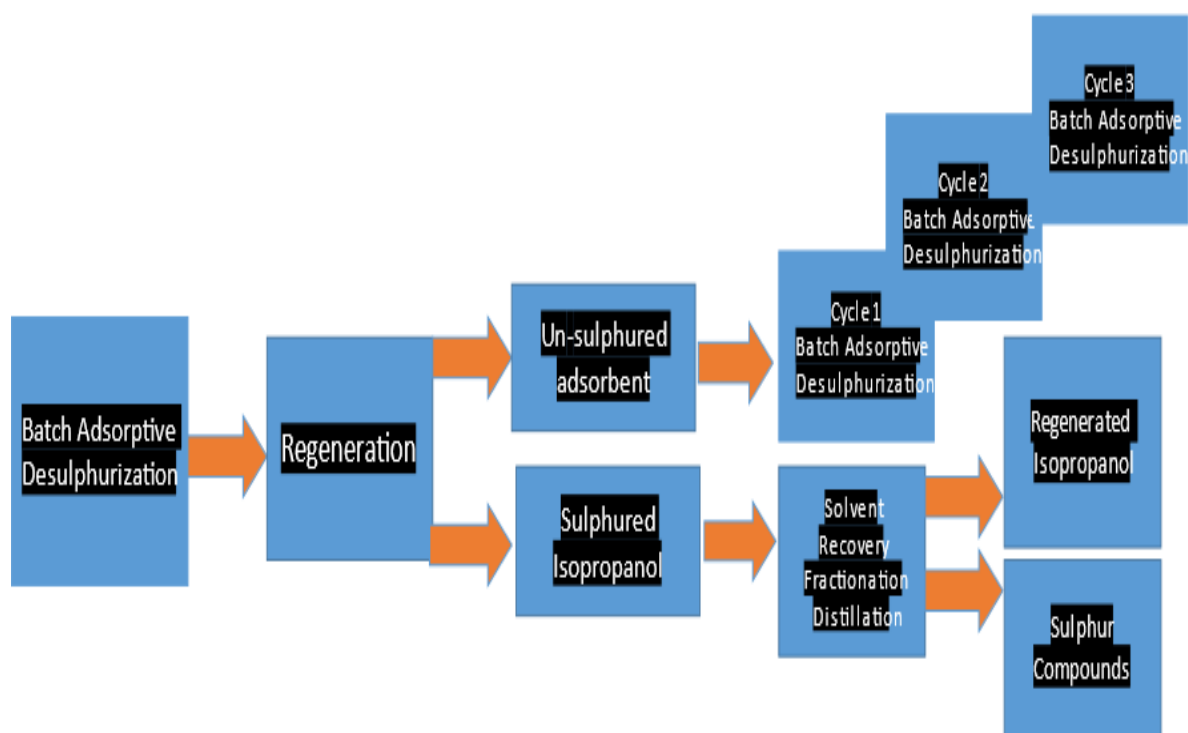 Batch Adsorptive
Desulphurization
Regeneration
Un-sulphured
adsorbent
Sulphured
Isopropanol
Cycle 1
Batch Adsorptive
Desulphurization
Cycle 2
Batch Adsorptive
Desulphurization
Cycle 3
Batch Adsorptive
Desulphurization
Solvent
Recovery
Fractionation
Distillation
Regenerated
Isopropanol
Sulphur
Compounds